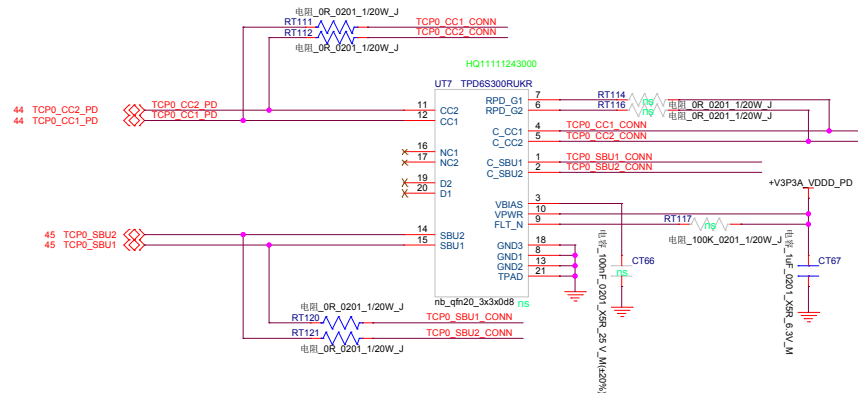 电阻_0R_0201_1/20W_J
RT111
TCP0_CC1_CONN
RT112
TCP0_CC2_CONN
电阻_0R_0201_1/20W_J
HQ11111243000
UT7 TPD6S300RUKR
44 TCP0_CC2_PD
TCP0_CC2_PD
11
CC2
44 TCP0_CC1_PD
TCP0_CC1_PD
12
CC1
RPD_G1
7
RT114
ns
电阻_0R_0201_1/20W_J
RPD_G2
6
RT116
ns
电阻_0R_0201_1/20W_J
C_CC1
4
TCP0_CC1_CONN
C_CC2
5
TCP0_CC2_CONN
16
NC1
17
NC2
C_SBU1
1
TCP0_SBU1_CONN
C_SBU2
2
TCP0_SBU2_CONN
19
D2
20
D1
+V3P3A_VDDD_PD
VBIAS
3
VPWR
10
FLT_N
9
RT117
ns
电阻_100K_0201_1/20W_J
45 TCP0_SBU2
14
SBU2
45 TCP0_SBU1
15
SBU1
GND3
18
GND1
8
GND2
13
TPAD
21
CT66
ns
电容_100nF_0201_X5R_25 V_M(±20%)
CT67
电容_1uF_0201_X5R_6.3V_M
nb_qfn20_3x3x0d8
ns
电阻_0R_0201_1/20W_J
RT120
TCP0_SBU1_CONN
RT121
TCP0_SBU2_CONN
电阻_0R_0201_1/20W_J